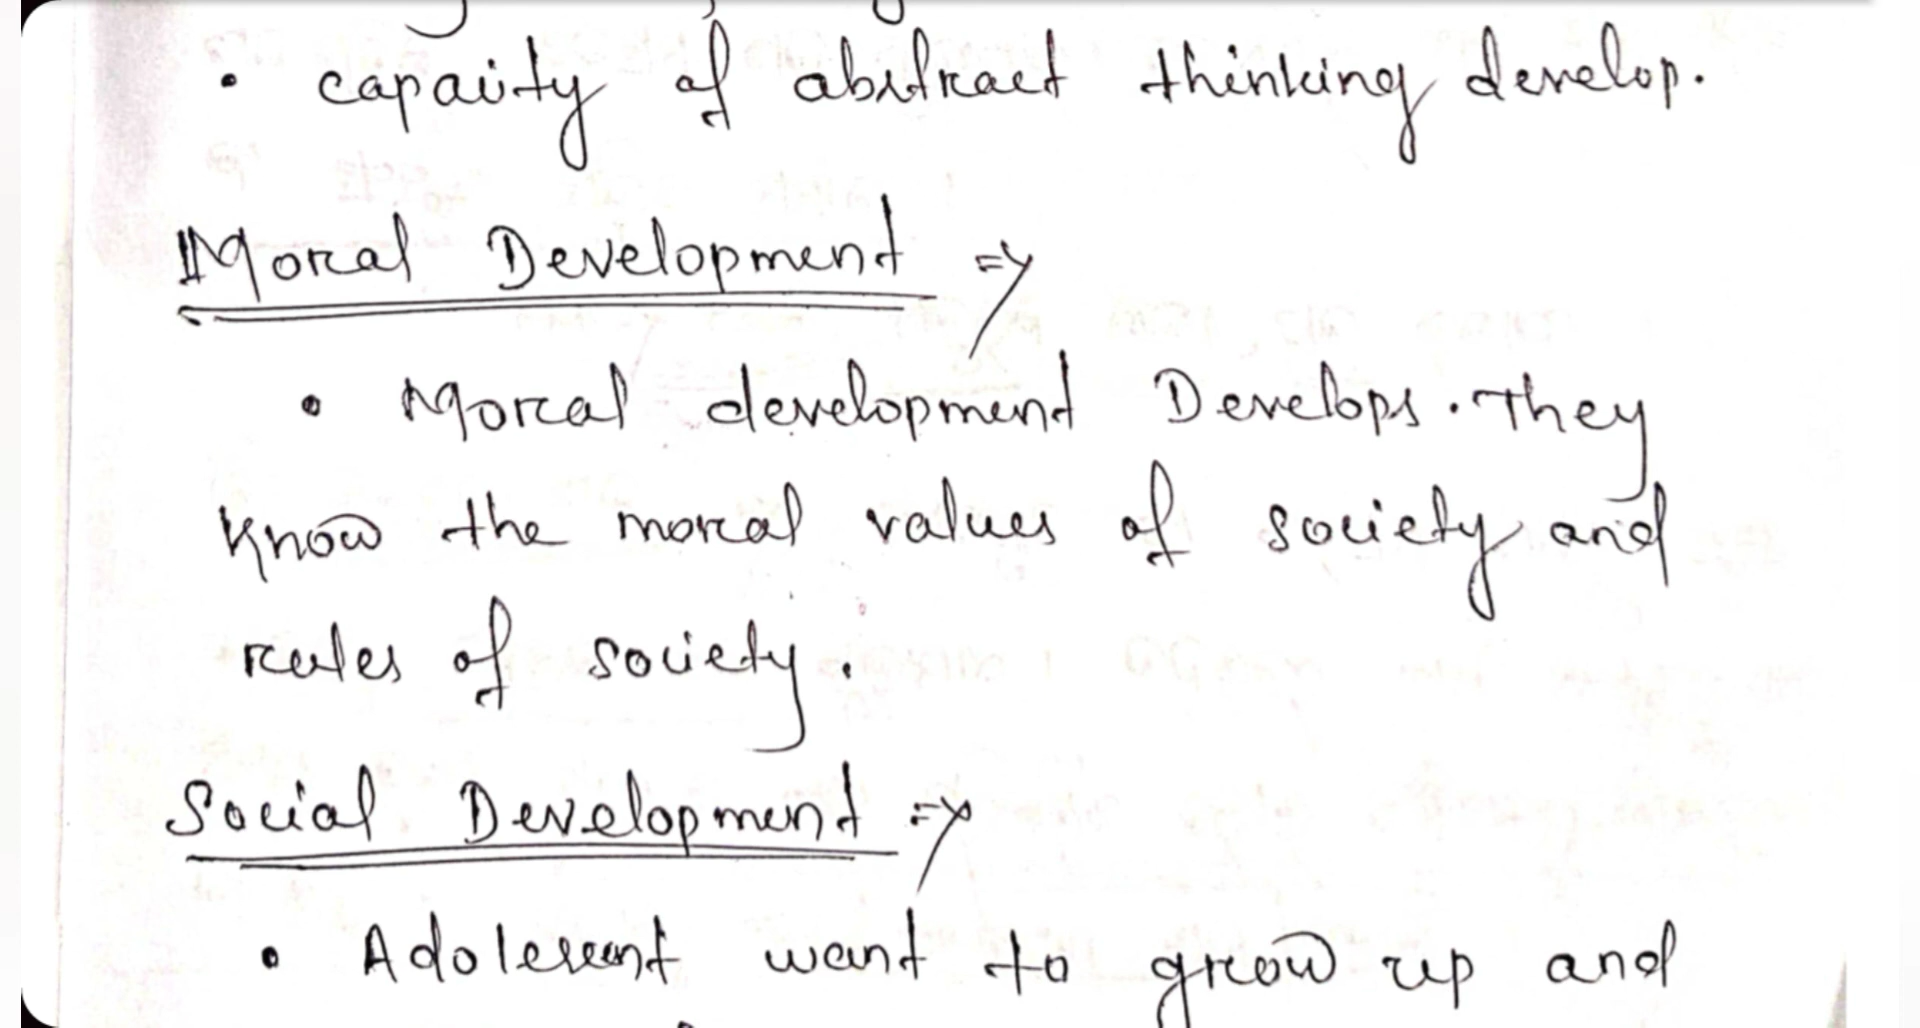 • capacity of abstract thinking develop.
Moral Development =>
• Moral development Develops. They
know the moral values of society and
rules of society.
Social Development =>
• Adolescent want to grow up and